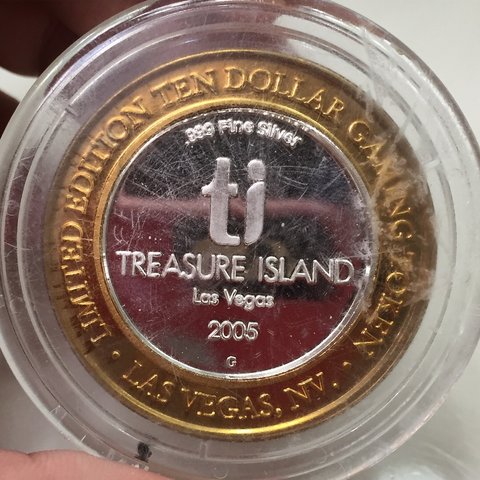 LIMITED EDITION TEN DOLLAR GAMING TOKEN
• LAS VEGAS, NV. •
.999 Fine Silver
ti
TREASURE ISLAND
Las Vegas
2005
G